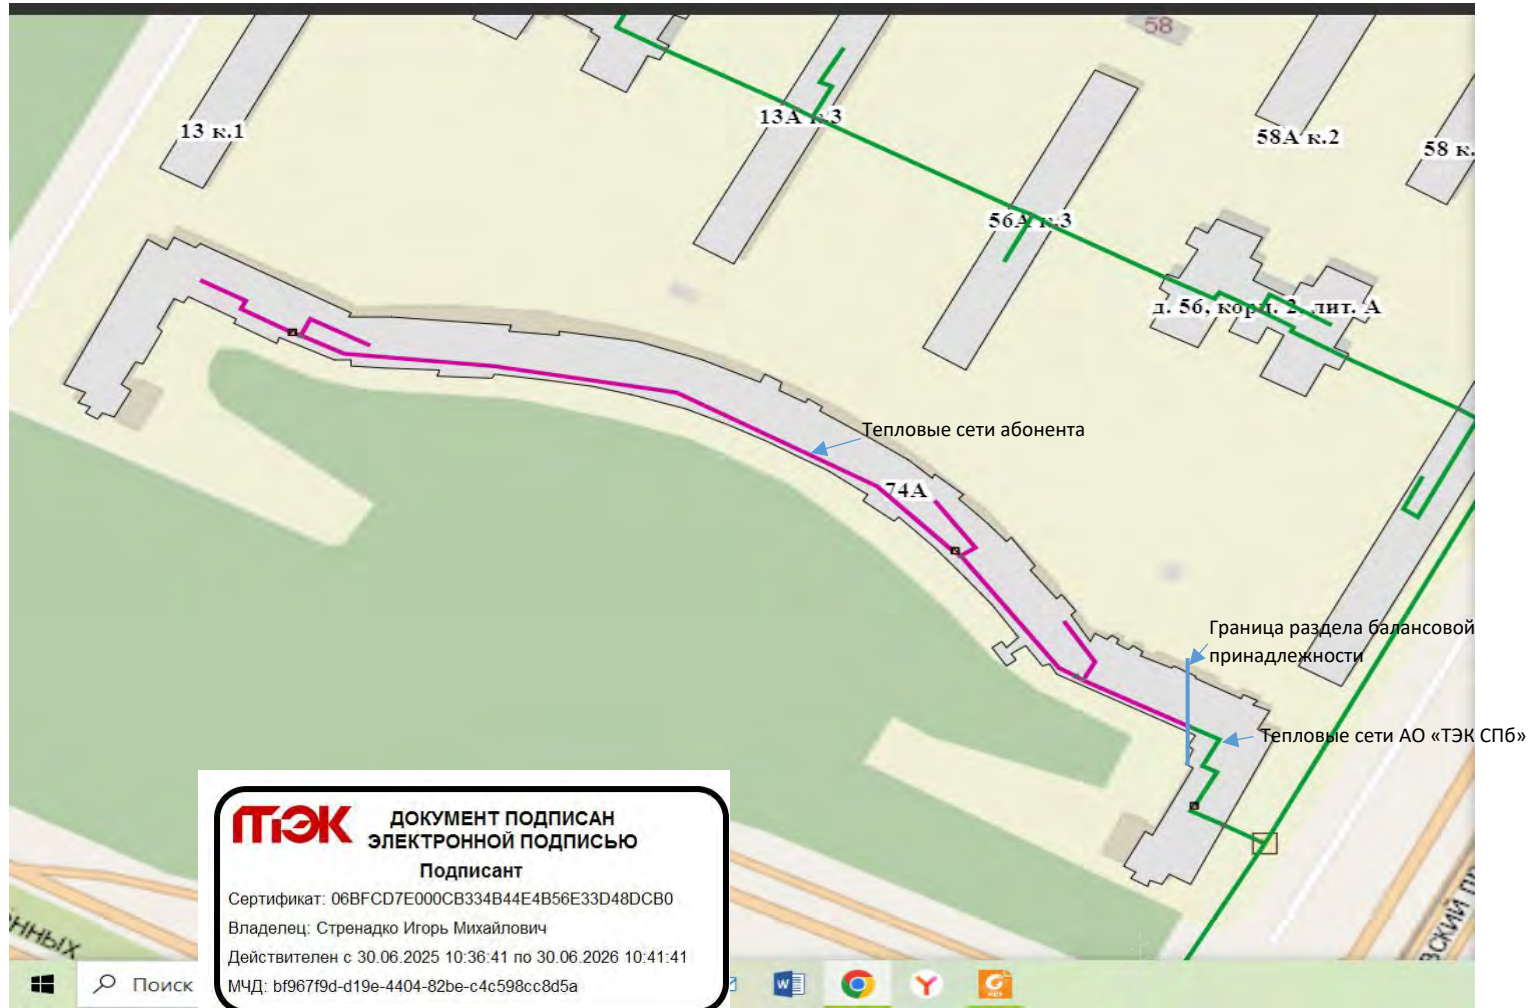 58
13 к.1
13А к.3
58А к.2
58 к.
56А к.3
д. 56, корп. 2, лит. А
Тепловые сети абонента
74А
Граница раздела балансовой
принадлежности
Тепловые сети АО «ТЭК СПб»
ТЭК
ДОКУМЕНТ ПОДПИСАН
ЭЛЕКТРОННОЙ ПОДПИСЬЮ
Подписант
Сертификат: 06BFCD7E000CB334B44E4B56E33D48DCB0
Владелец: Стренадко Игорь Михайлович
Действителен с 30.06.2025 10:36:41 по 30.06.2026 10:41:41
МЧД: bf967f9d-d19e-4404-82be-c4c598cc8d5a
Поиск